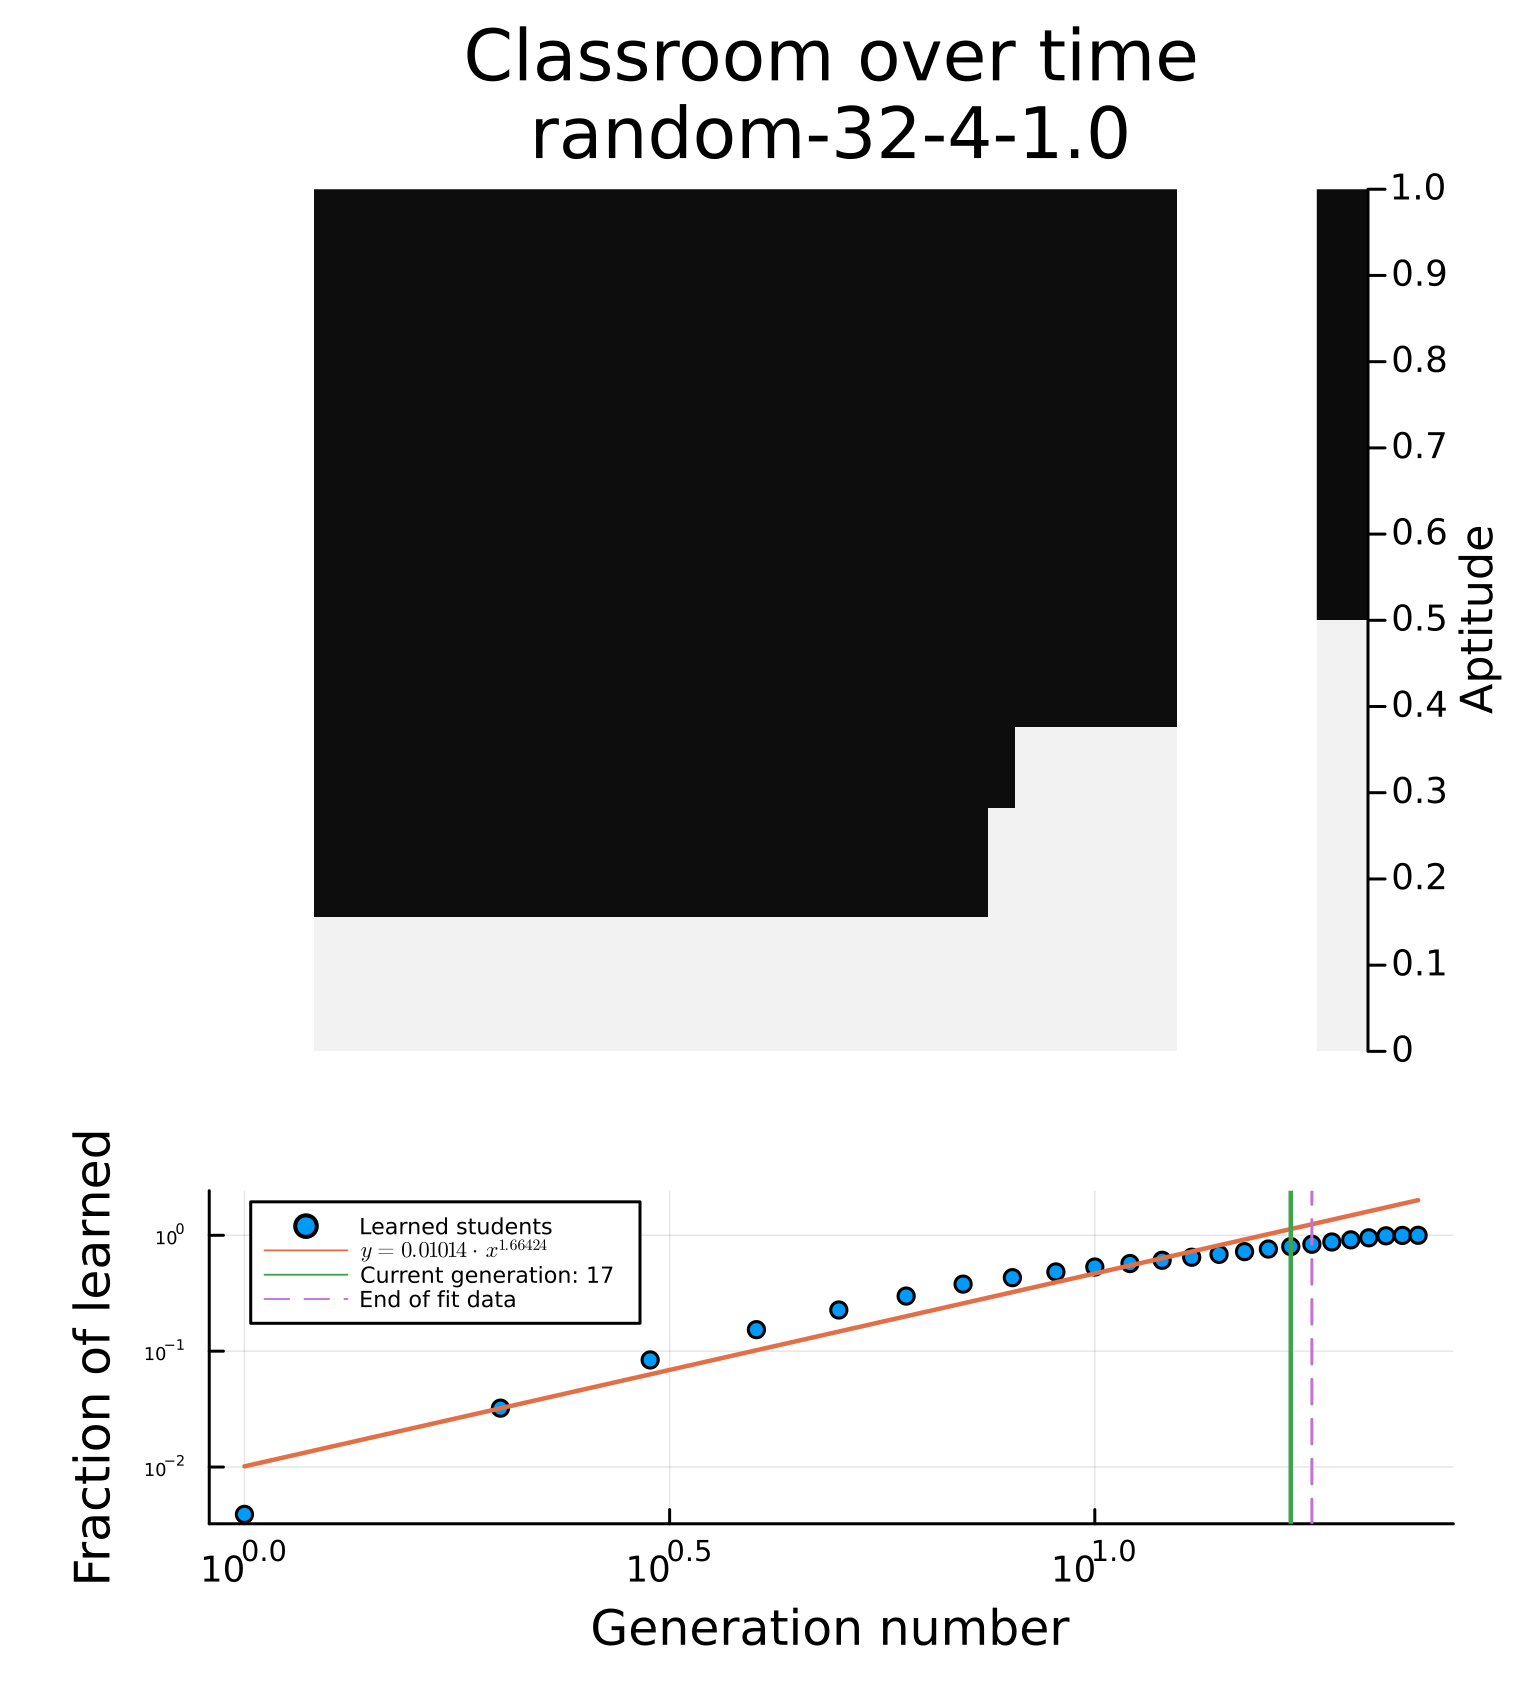 Classroom over time
random-32-4-1.0
1.0
0.9
0.8
0.7
0.6
0.5
0.4
0.3
0.2
0.1
0
Aptitude
Fraction of learned
10⁰
10⁻¹
10⁻²
Learned students
y = 0.01014 · x^1.66424
Current generation: 17
End of fit data
10^0.0
10^0.5
10^1.0
Generation number